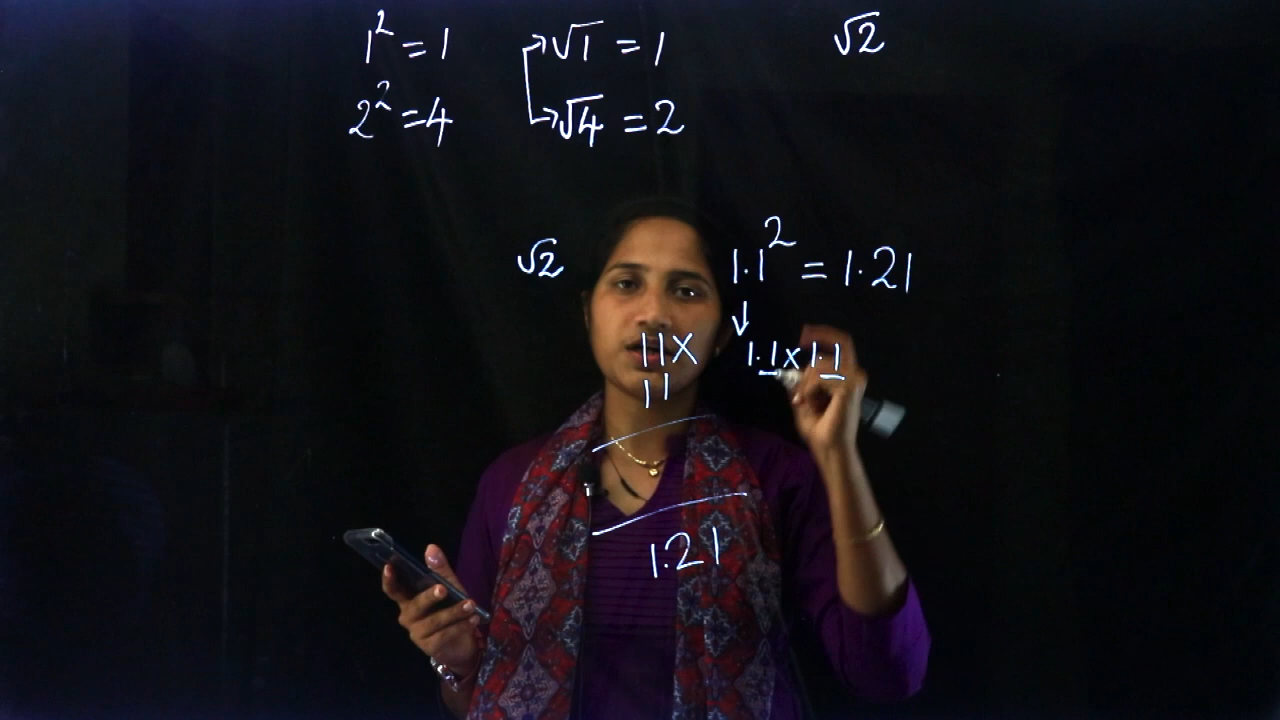 1² = 1 √1 = 1 √2
2² = 4 √4 = 2
√2 1.1² = 1.21
↓
11 x 1.1 x 1.1
11
1.21